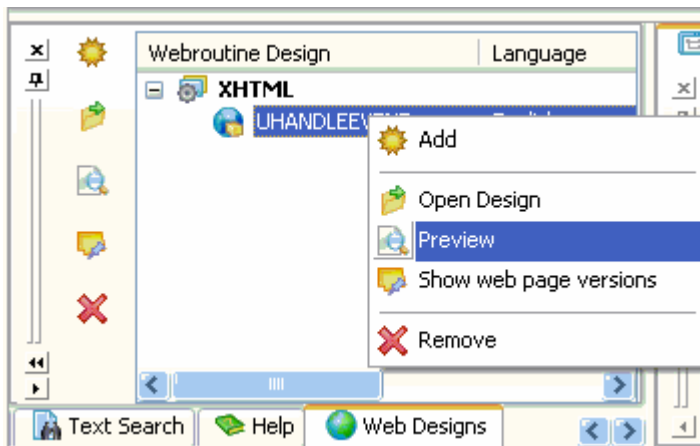 Webroutine Design Language
XHTML
Add
Open Design
Preview
Show web page versions
Remove
Text Search Help Web Designs